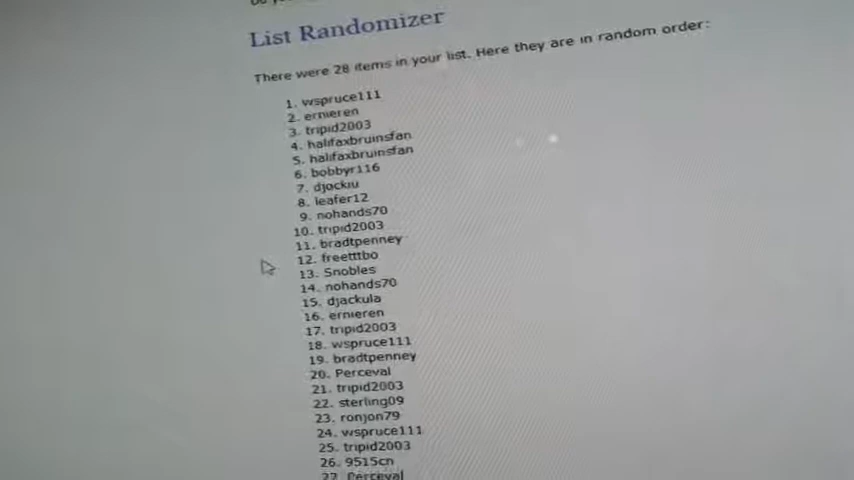 List Randomizer
There were 28 items in your list. Here they are in random order:
1. wspruce111
2. ernieren
3. tripid2003
4. halifaxbruinsfan
5. halifaxbruinsfan
6. bobbyr116
7. djockiu
8. leafer12
9. nohands70
10. tripid2003
11. bradtpenney
12. freetttbo
13. Snobles
14. nohands70
15. djackula
16. ernieren
17. tripid2003
18. wspruce111
19. bradtpenney
20. Perceval
21. tripid2003
22. sterling09
23. ronjon79
24. wspruce111
25. tripid2003
26. 9515cn
27. Perceval